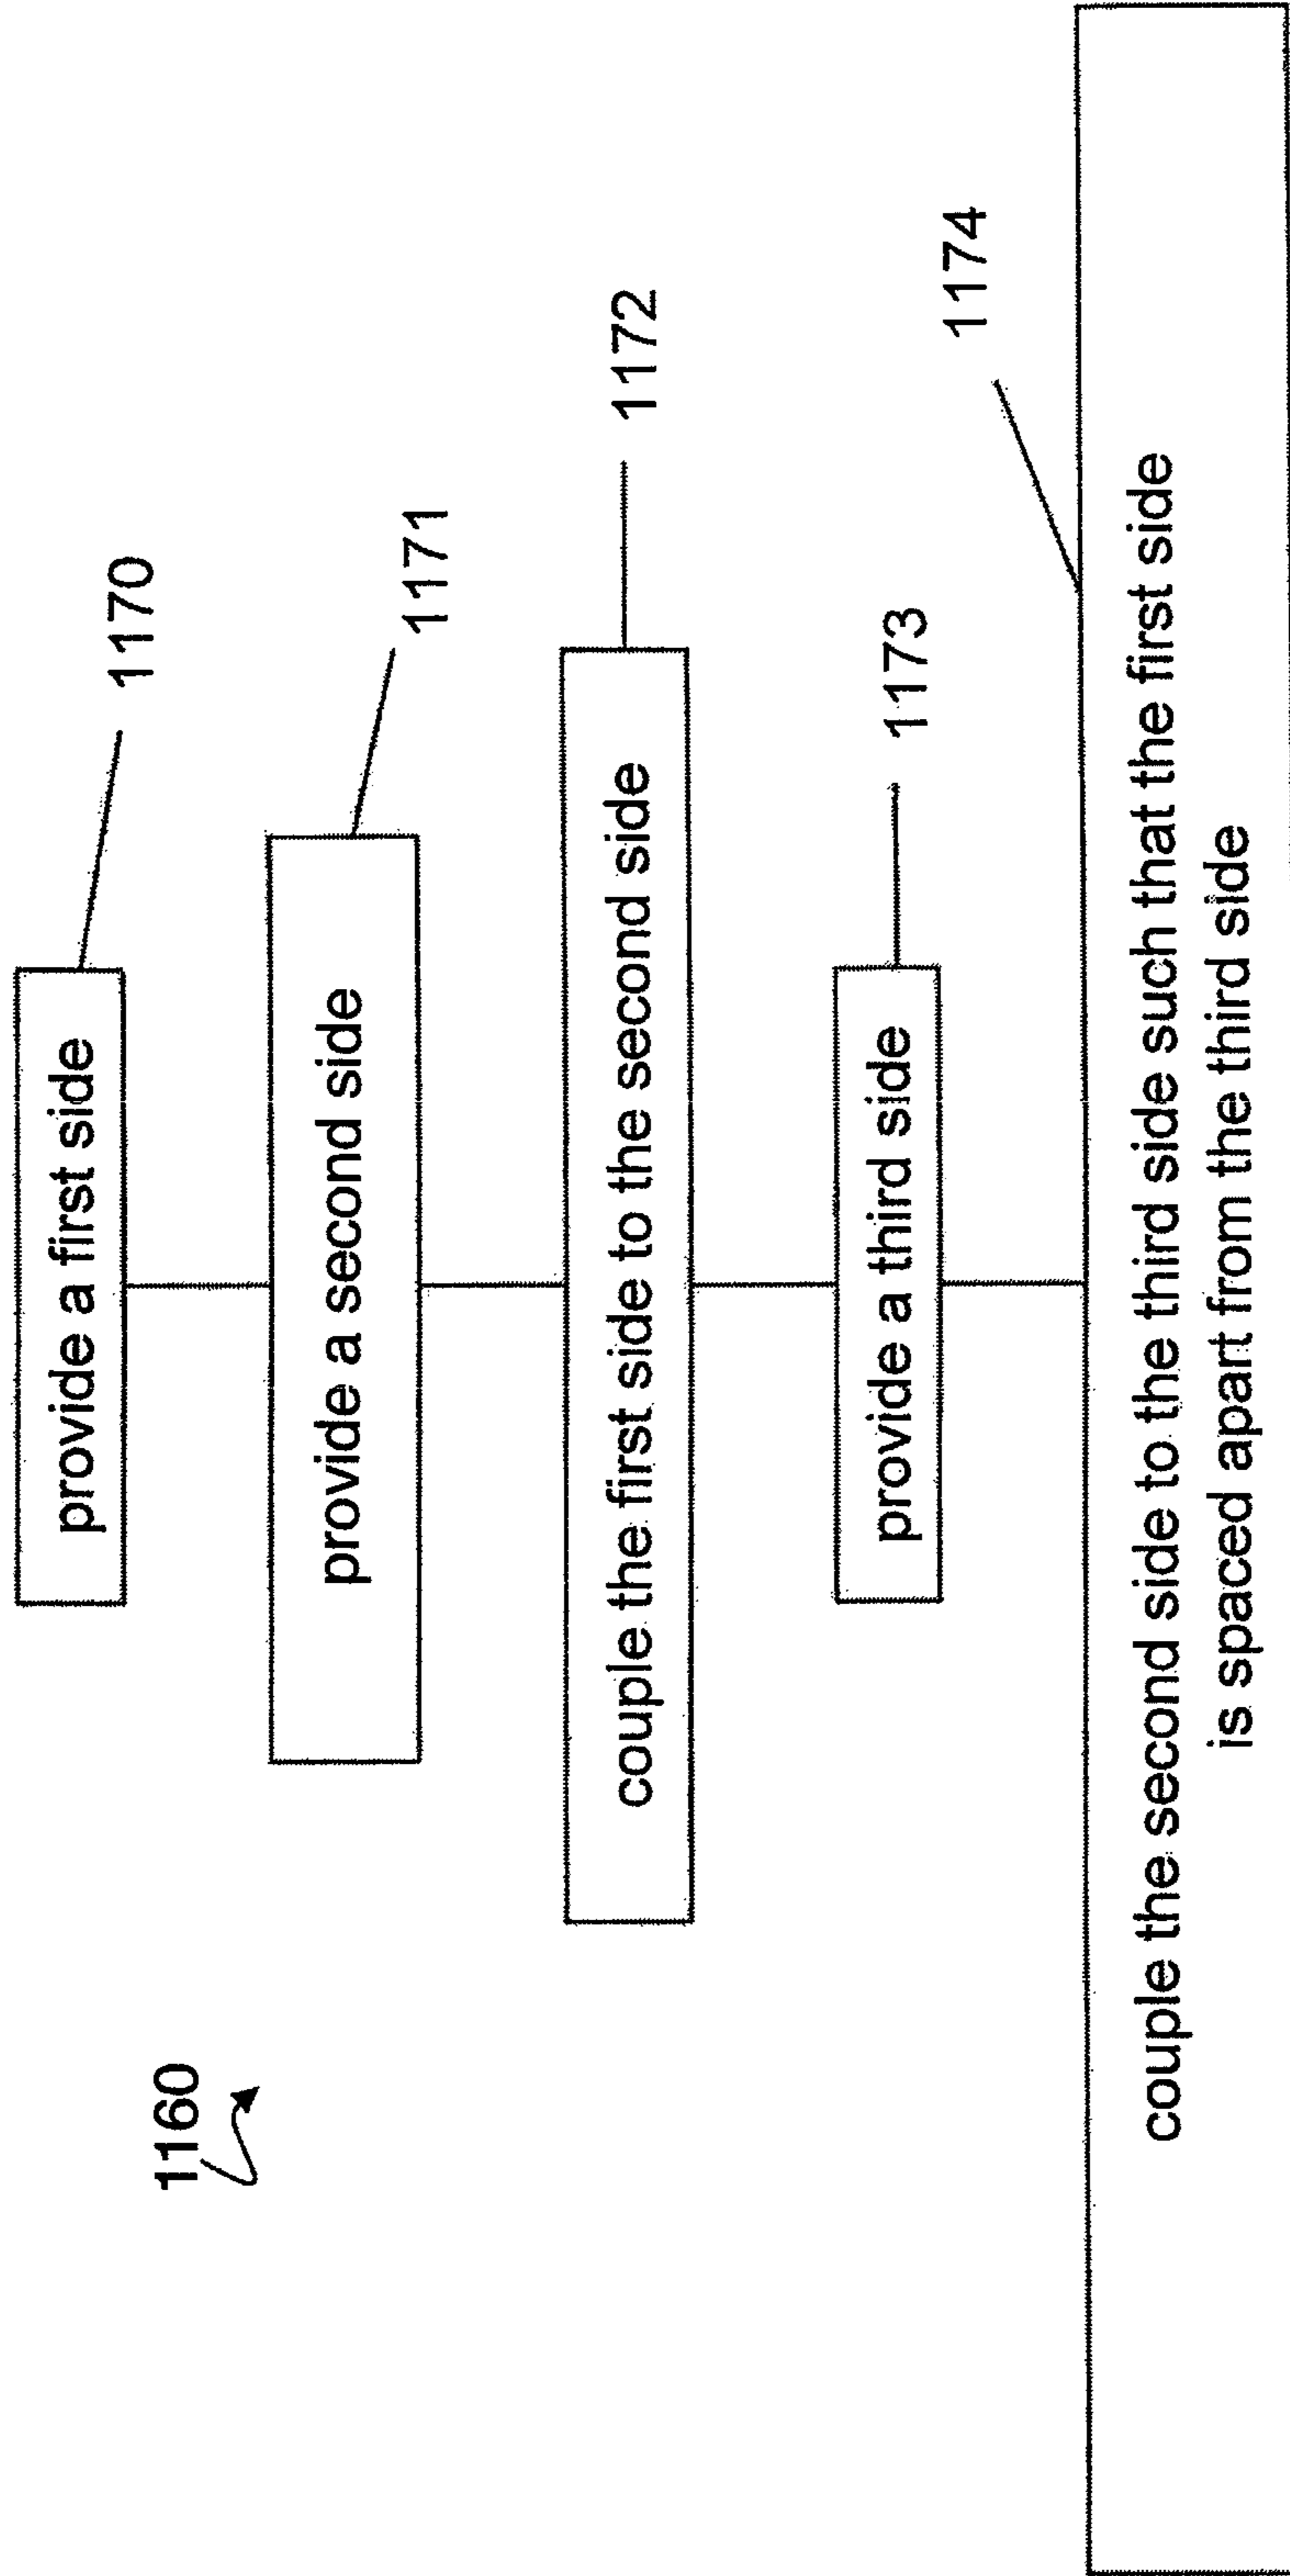 1160
provide a first side
1170
provide a second side
1171
couple the first side to the second side
1172
provide a third side
1173
1174
couple the second side to the third side such that the first side
is spaced apart from the third side